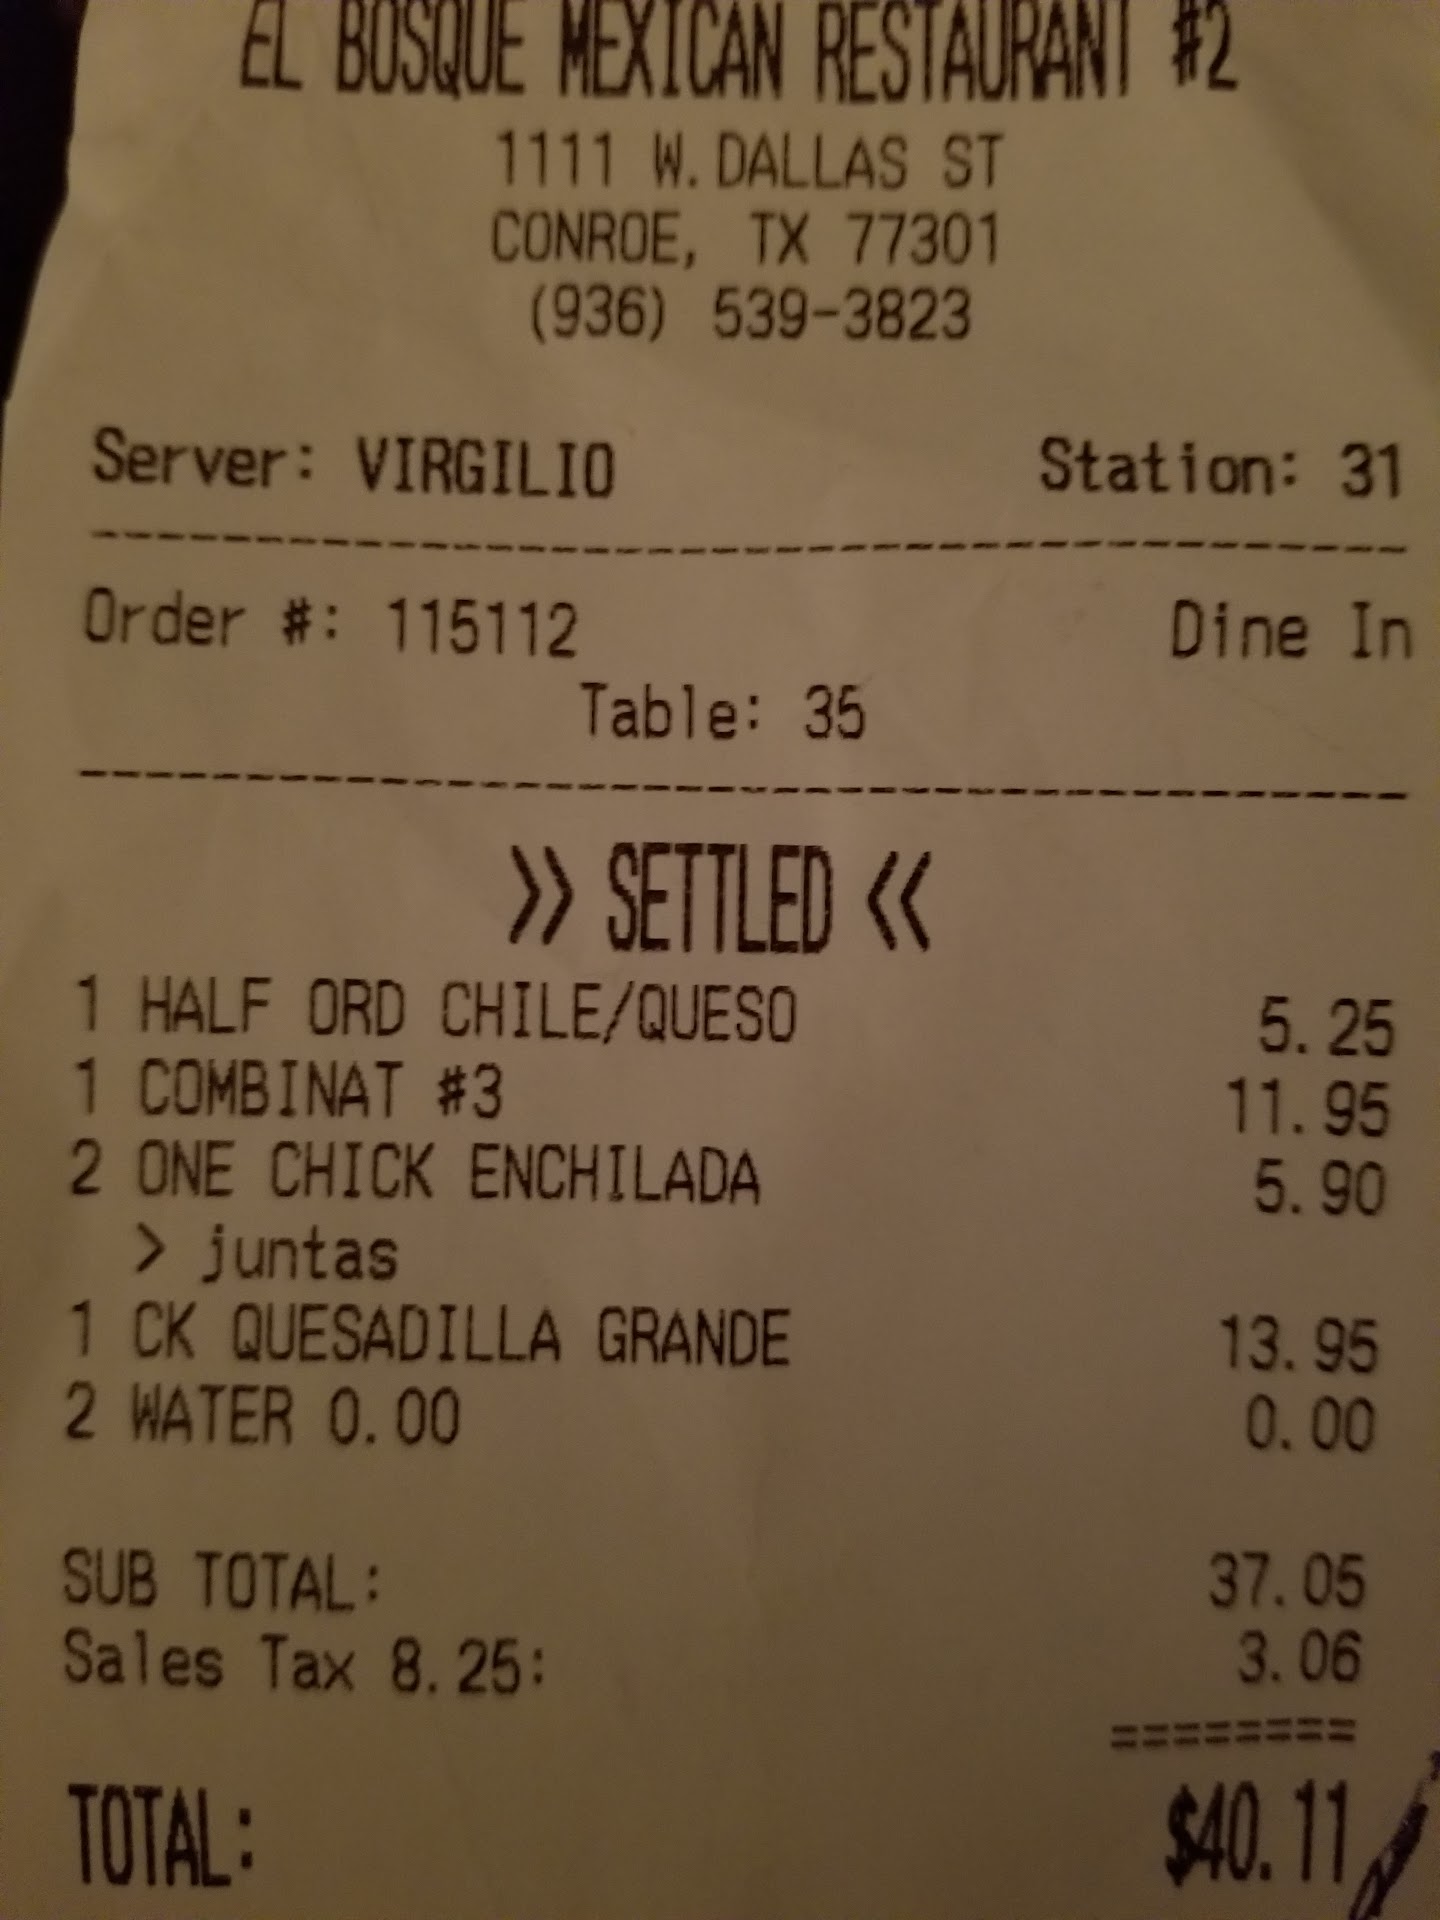 EL BOSQUE MEXICAN RESTAURANT #2
1111 W. DALLAS ST
CONROE, TX 77301
(936) 539-3823
Server: VIRGILIO Station: 31
Order #: 115112 Dine In
Table: 35
>> SETTLED <<
1 HALF ORD CHILE/QUESO 5.25
1 COMBINAT #3 11.95
2 ONE CHICK ENCHILADA 5.90
> juntas
1 CK QUESADILLA GRANDE 13.95
2 WATER 0.00 0.00
SUB TOTAL: 37.05
Sales Tax 8.25: 3.06
========
TOTAL: $40.11